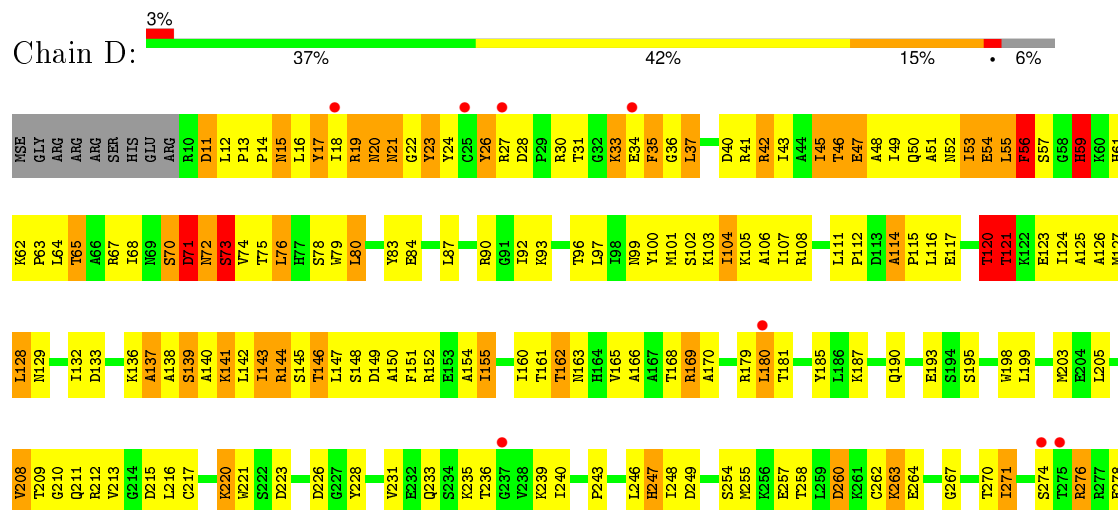 3%
Chain D:
37% 42% 15% • 6%
MSE GLY ARG ARG ARG SER HIS GLU ARG R10 D11 L12 P13 P14 N15 L16 Y17 I18 R19 N20 N21 G22 Y23 Y24 C25 Y26 R27 D28 P29 R30 T31 G32 K33 E34 F35 G36 L37 D40 R41 R42 I43 A44 I45 T46 E47 A48 I49 Q50 A51 N52 I53 E54 L55 F56 S57 G58 H59 K60 H61
K62 P63 L64 T65 A66 R67 I68 N69 S70 D71 N72 S73 V74 T75 L76 H77 S78 W79 L80 Y83 E84 L87 R90 G91 I92 K93 T96 L97 I98 N99 Y100 M101 S102 K103 I104 K105 A106 I107 R108 L111 P112 D113 A114 P115 L116 E117 T120 T121 K122 E123 I124 A125 A126 M127
L128 N129 I132 D133 K136 A137 A138 S139 A140 K141 L142 I143 R144 S145 T146 L147 S148 D149 A150 F151 R152 E153 A154 I155 I160 T161 T162 N163 H164 V165 A166 A167 T168 R169 A170 R179 L180 T181 Y185 L186 K187 Q190 E193 S194 S195 W198 L199 M203 E204 L205
V208 T209 G210 Q211 R212 V213 G214 D215 L216 C217 K220 W221 S222 D223 D226 G227 Y228 V231 E232 Q233 S234 K235 T236 G237 V238 K239 I240 P243 L246 H247 I248 D249 S254 M255 K256 E257 T258 L259 D260 K261 C262 K263 E264 G267 T270 I271 S274 T275 R276 R277